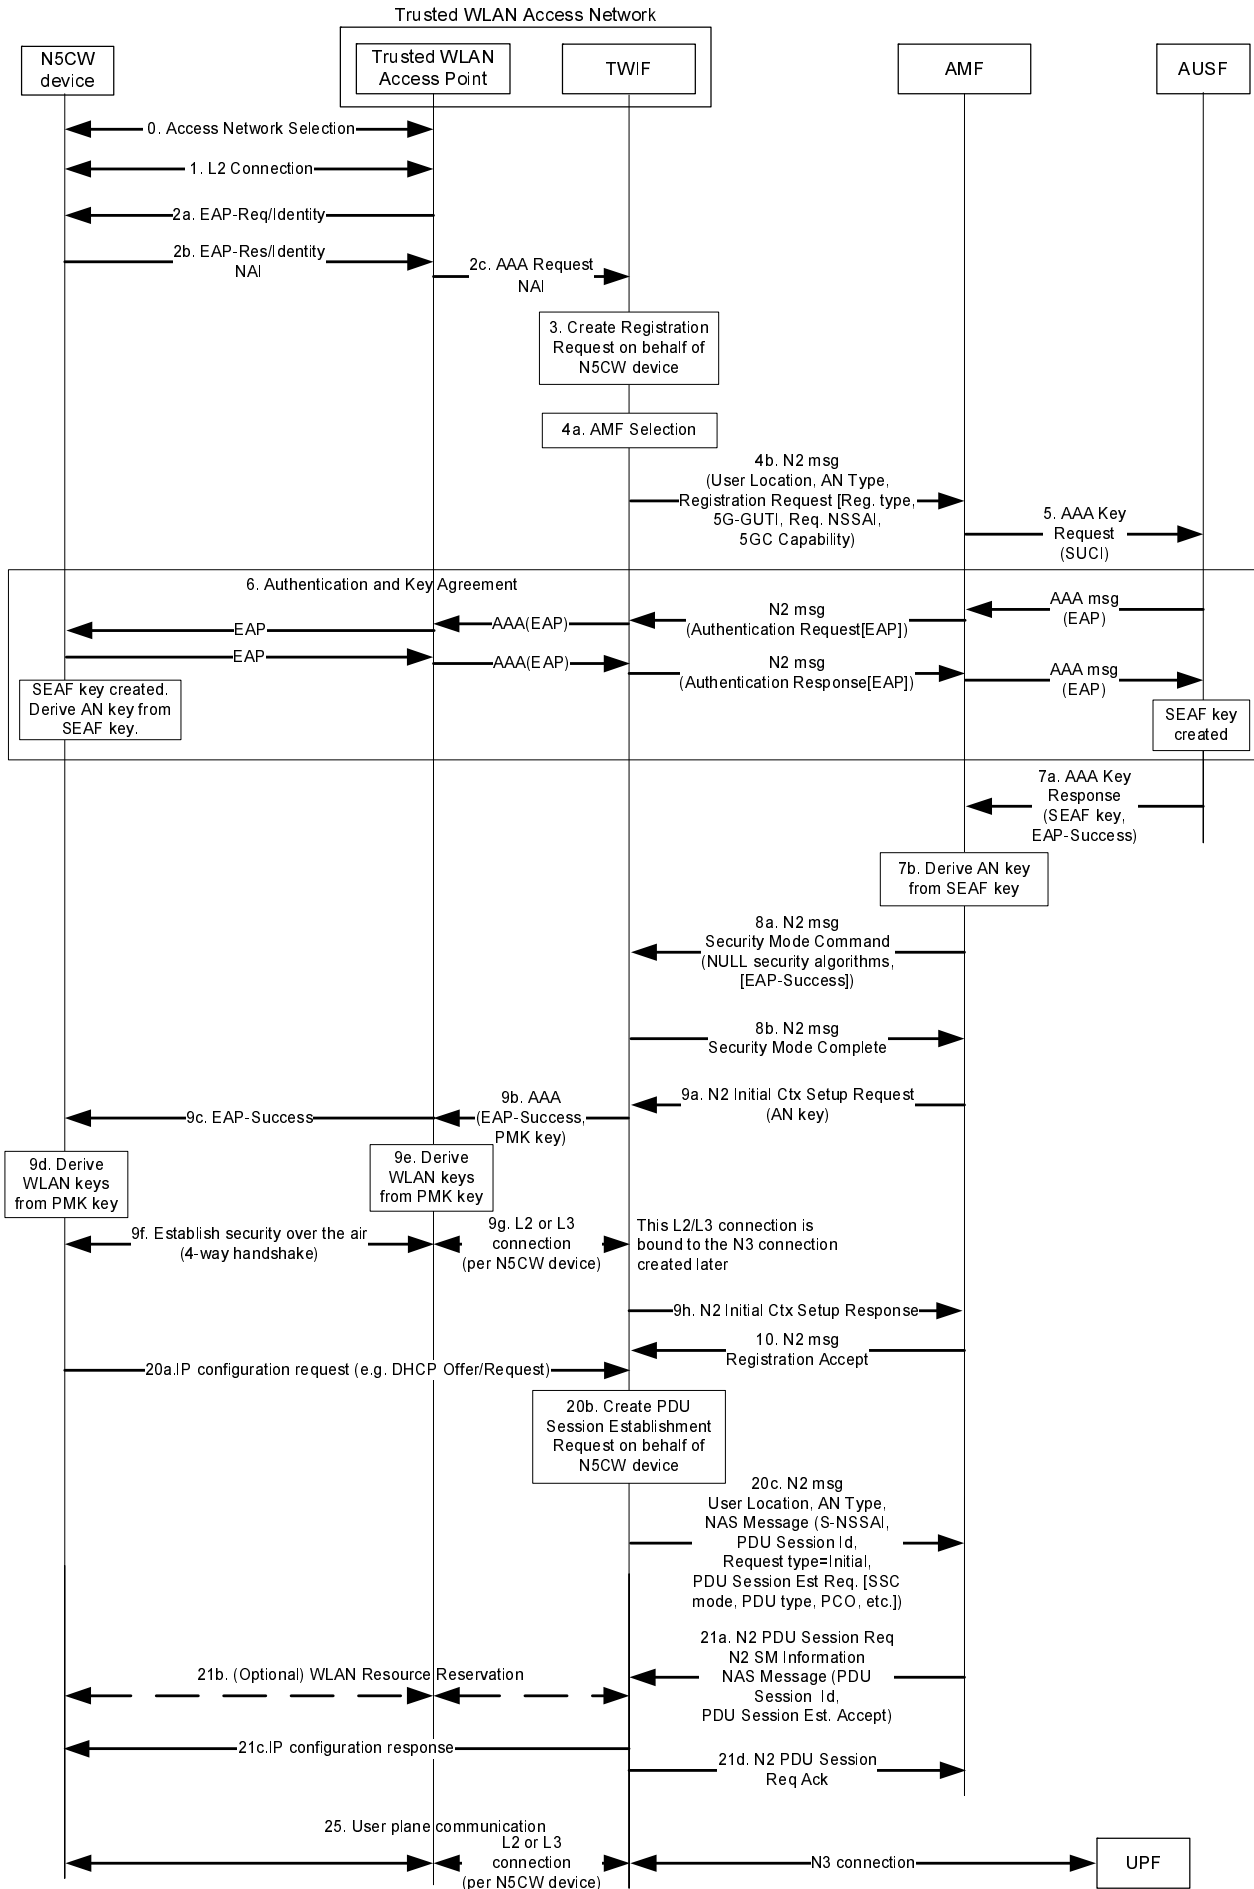 Trusted WLAN Access Network
N5CW
device
Trusted WLAN
Access Point
TWIF
AMF
AUSF
0. Access Network Selection
1. L2 Connection
2a. EAP-Req/Identity
2b. EAP-Res/Identity
NAI
2c. AAA Request
NAI
3. Create Registration
Request on behalf of
N5CW device
4a. AMF Selection
4b. N2 msg
(User Location, AN Type,
Registration Request [Reg. type,
5G-GUTI, Req. NSSAI,
5GC Capability)
5. AAA Key
Request
(SUCI)
6. Authentication and Key Agreement
AAA msg
(EAP)
N2 msg
(Authentication Request[EAP])
AAA(EAP)
EAP
EAP
AAA(EAP)
N2 msg
(Authentication Response[EAP])
AAA msg
(EAP)
SEAF key created.
Derive AN key from
SEAF key.
SEAF key
created
7a. AAA Key
Response
(SEAF key,
EAP-Success)
7b. Derive AN key
from SEAF key
8a. N2 msg
Security Mode Command
(NULL security algorithms,
[EAP-Success])
8b. N2 msg
Security Mode Complete
9a. N2 Initial Ctx Setup Request
(AN key)
9b. AAA
(EAP-Success,
PMK key)
9c. EAP-Success
9d. Derive
WLAN keys
from PMK key
9e. Derive
WLAN keys
from PMK key
9f. Establish security over the air
(4-way handshake)
9g. L2 or L3
connection
(per N5CW device)
This L2/L3 connection is
bound to the N3 connection
created later
9h. N2 Initial Ctx Setup Response
10. N2 msg
Registration Accept
20a.IP configuration request (e.g. DHCP Offer/Request)
20b. Create PDU
Session Establishment
Request on behalf of
N5CW device
20c. N2 msg
User Location, AN Type,
NAS Message (S-NSSAI,
PDU Session Id,
Request type=Initial,
PDU Session Est Req. [SSC
mode, PDU type, PCO, etc.])
21a. N2 PDU Session Req
N2 SM Information
NAS Message (PDU
Session Id,
PDU Session Est. Accept)
21b. (Optional) WLAN Resource Reservation
21c.IP configuration response
21d. N2 PDU Session
Req Ack
25. User plane communication
L2 or L3
connection
(per N5CW device)
N3 connection
UPF